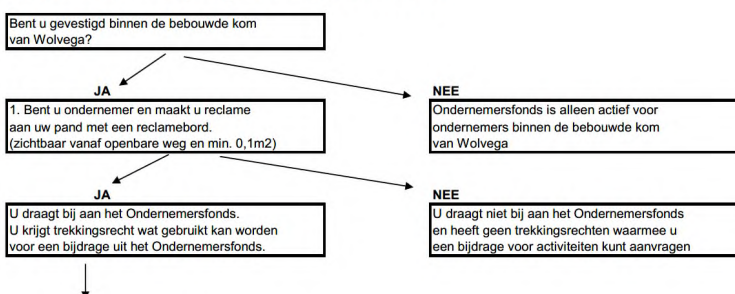 Bent u gevestigd binnen de bebouwde kom
van Wolvega?
JA
NEE
1. Bent u ondernemer en maakt u reclame
aan uw pand met een reclamebord.
(zichtbaar vanaf openbare weg en min. 0,1m2)
Ondernemersfonds is alleen actief voor
ondernemers binnen de bebouwde kom
van Wolvega
JA
NEE
U draagt bij aan het Ondernemersfonds.
U krijgt trekkingsrecht wat gebruikt kan worden
voor een bijdrage uit het Ondernemersfonds.
U draagt niet bij aan het Ondernemersfonds
en heeft geen trekkingsrechten waarmee u
een bijdrage voor activiteiten kunt aanvragen